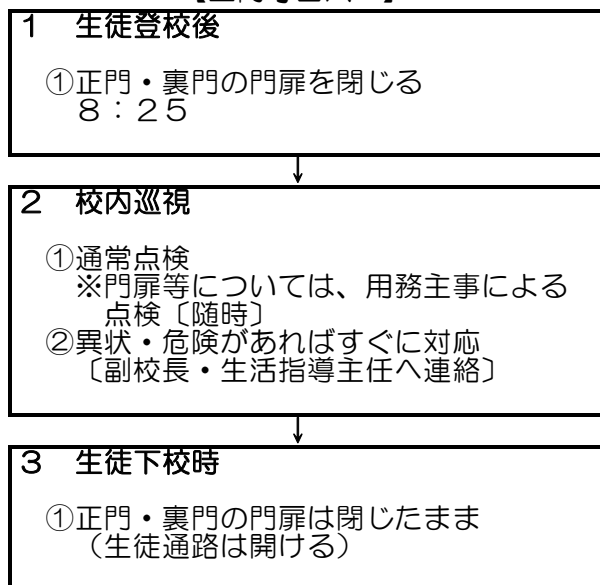 1 生徒登校後
①正門・裏門の門扉を閉じる
8：25
2 校内巡視
①通常点検
※門扉等については、用務主事による
点検〔随時〕
②異状・危険があればすぐに対応
〔副校長・生活指導主任へ連絡〕
3 生徒下校時
①正門・裏門の門扉は閉じたまま
（生徒通路は開ける）